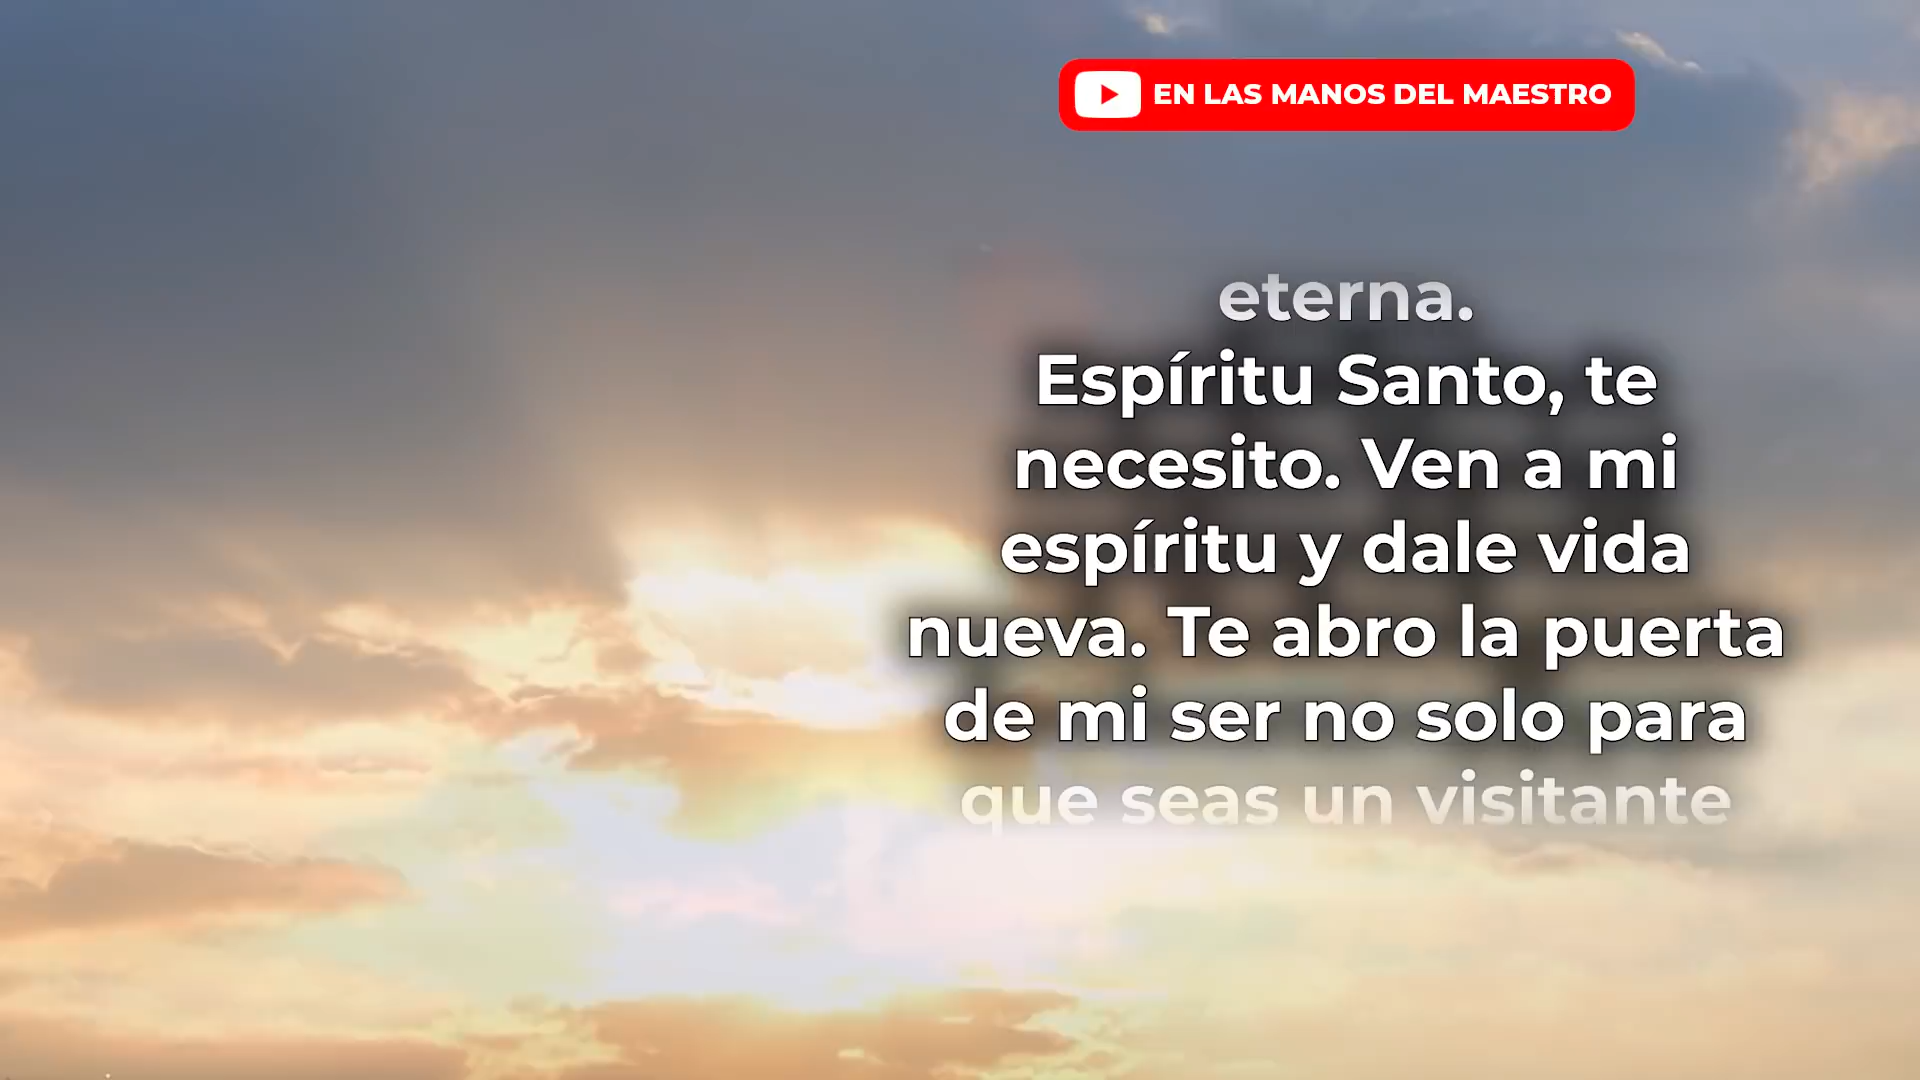 EN LAS MANOS DEL MAESTRO
eterna.
Espíritu Santo, te
necesito. Ven a mi
espíritu y dale vida
nueva. Te abro la puerta
de mi ser no solo para
que seas un visitante